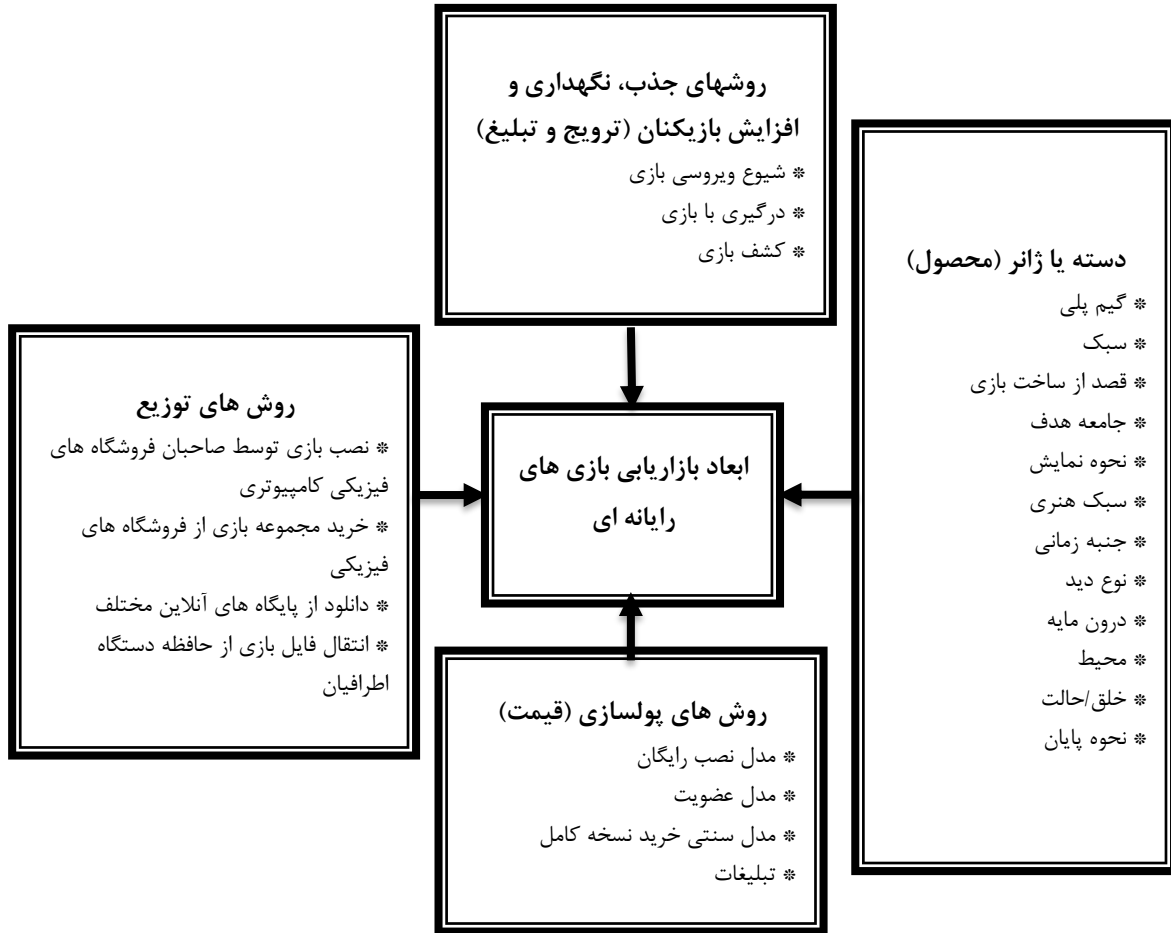 روشهای جذب، نگهداری و
افزایش بازیکنان (ترویج و تبلیغ)
* شیوع ویروسی بازی
* درگیری با بازی
* کشف بازی
دسته یا ژانر (محصول)
* گیم پلی
* سبک
* قصد از ساخت بازی
* جامعه هدف
* نحوه نمایش
* سبک هنری
* جنبه زمانی
* نوع دید
* درون مایه
* محیط
* خلق/حالت
* نحوه پایان
ابعاد بازاریابی بازی های
رایانه ای
روش های توزیع
* نصب بازی توسط صاحبان فروشگاه های
فیزیکی کامپیوتری
* خرید مجموعه بازی از فروشگاه های
فیزیکی
* دانلود از پایگاه های آنلاین مختلف
* انتقال فایل بازی از حافظه دستگاه
اطرافیان
روش های پولسازی (قیمت)
* مدل نصب رایگان
* مدل عضویت
* مدل سنتی خرید نسخه کامل
* تبلیغات